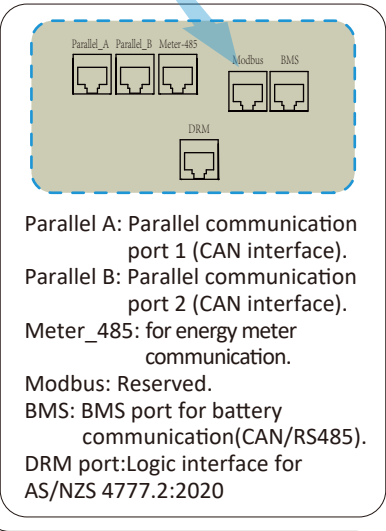 Parallel_A Parallel_B Meter-485
Modbus BMS
DRM
Parallel A: Parallel communication
port 1 (CAN interface).
Parallel B: Parallel communication
port 2 (CAN interface).
Meter_485: for energy meter
communication.
Modbus: Reserved.
BMS: BMS port for battery
communication(CAN/RS485).
DRM port:Logic interface for
AS/NZS 4777.2:2020